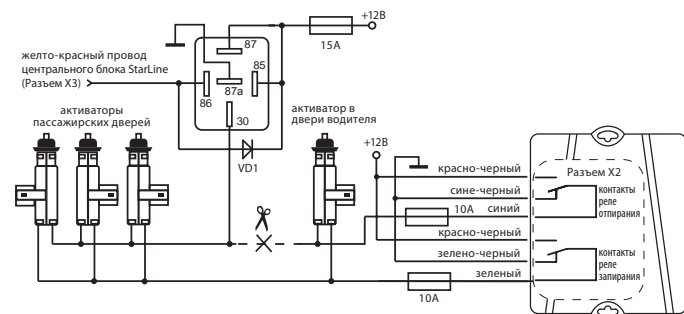 +12В
87
15А
желто-красный провод
центрального блока StarLine
(Разъем Х3)
85
86
87а
30
активаторы
пассажирских дверей
активатор в
двери водителя
VD1
+12В
красно-черный
Разъем Х2
сине-черный
контакты
реле
отпирания
10А
синий
красно-черный
зелено-черный
контакты
реле
запирания
зеленый
10А